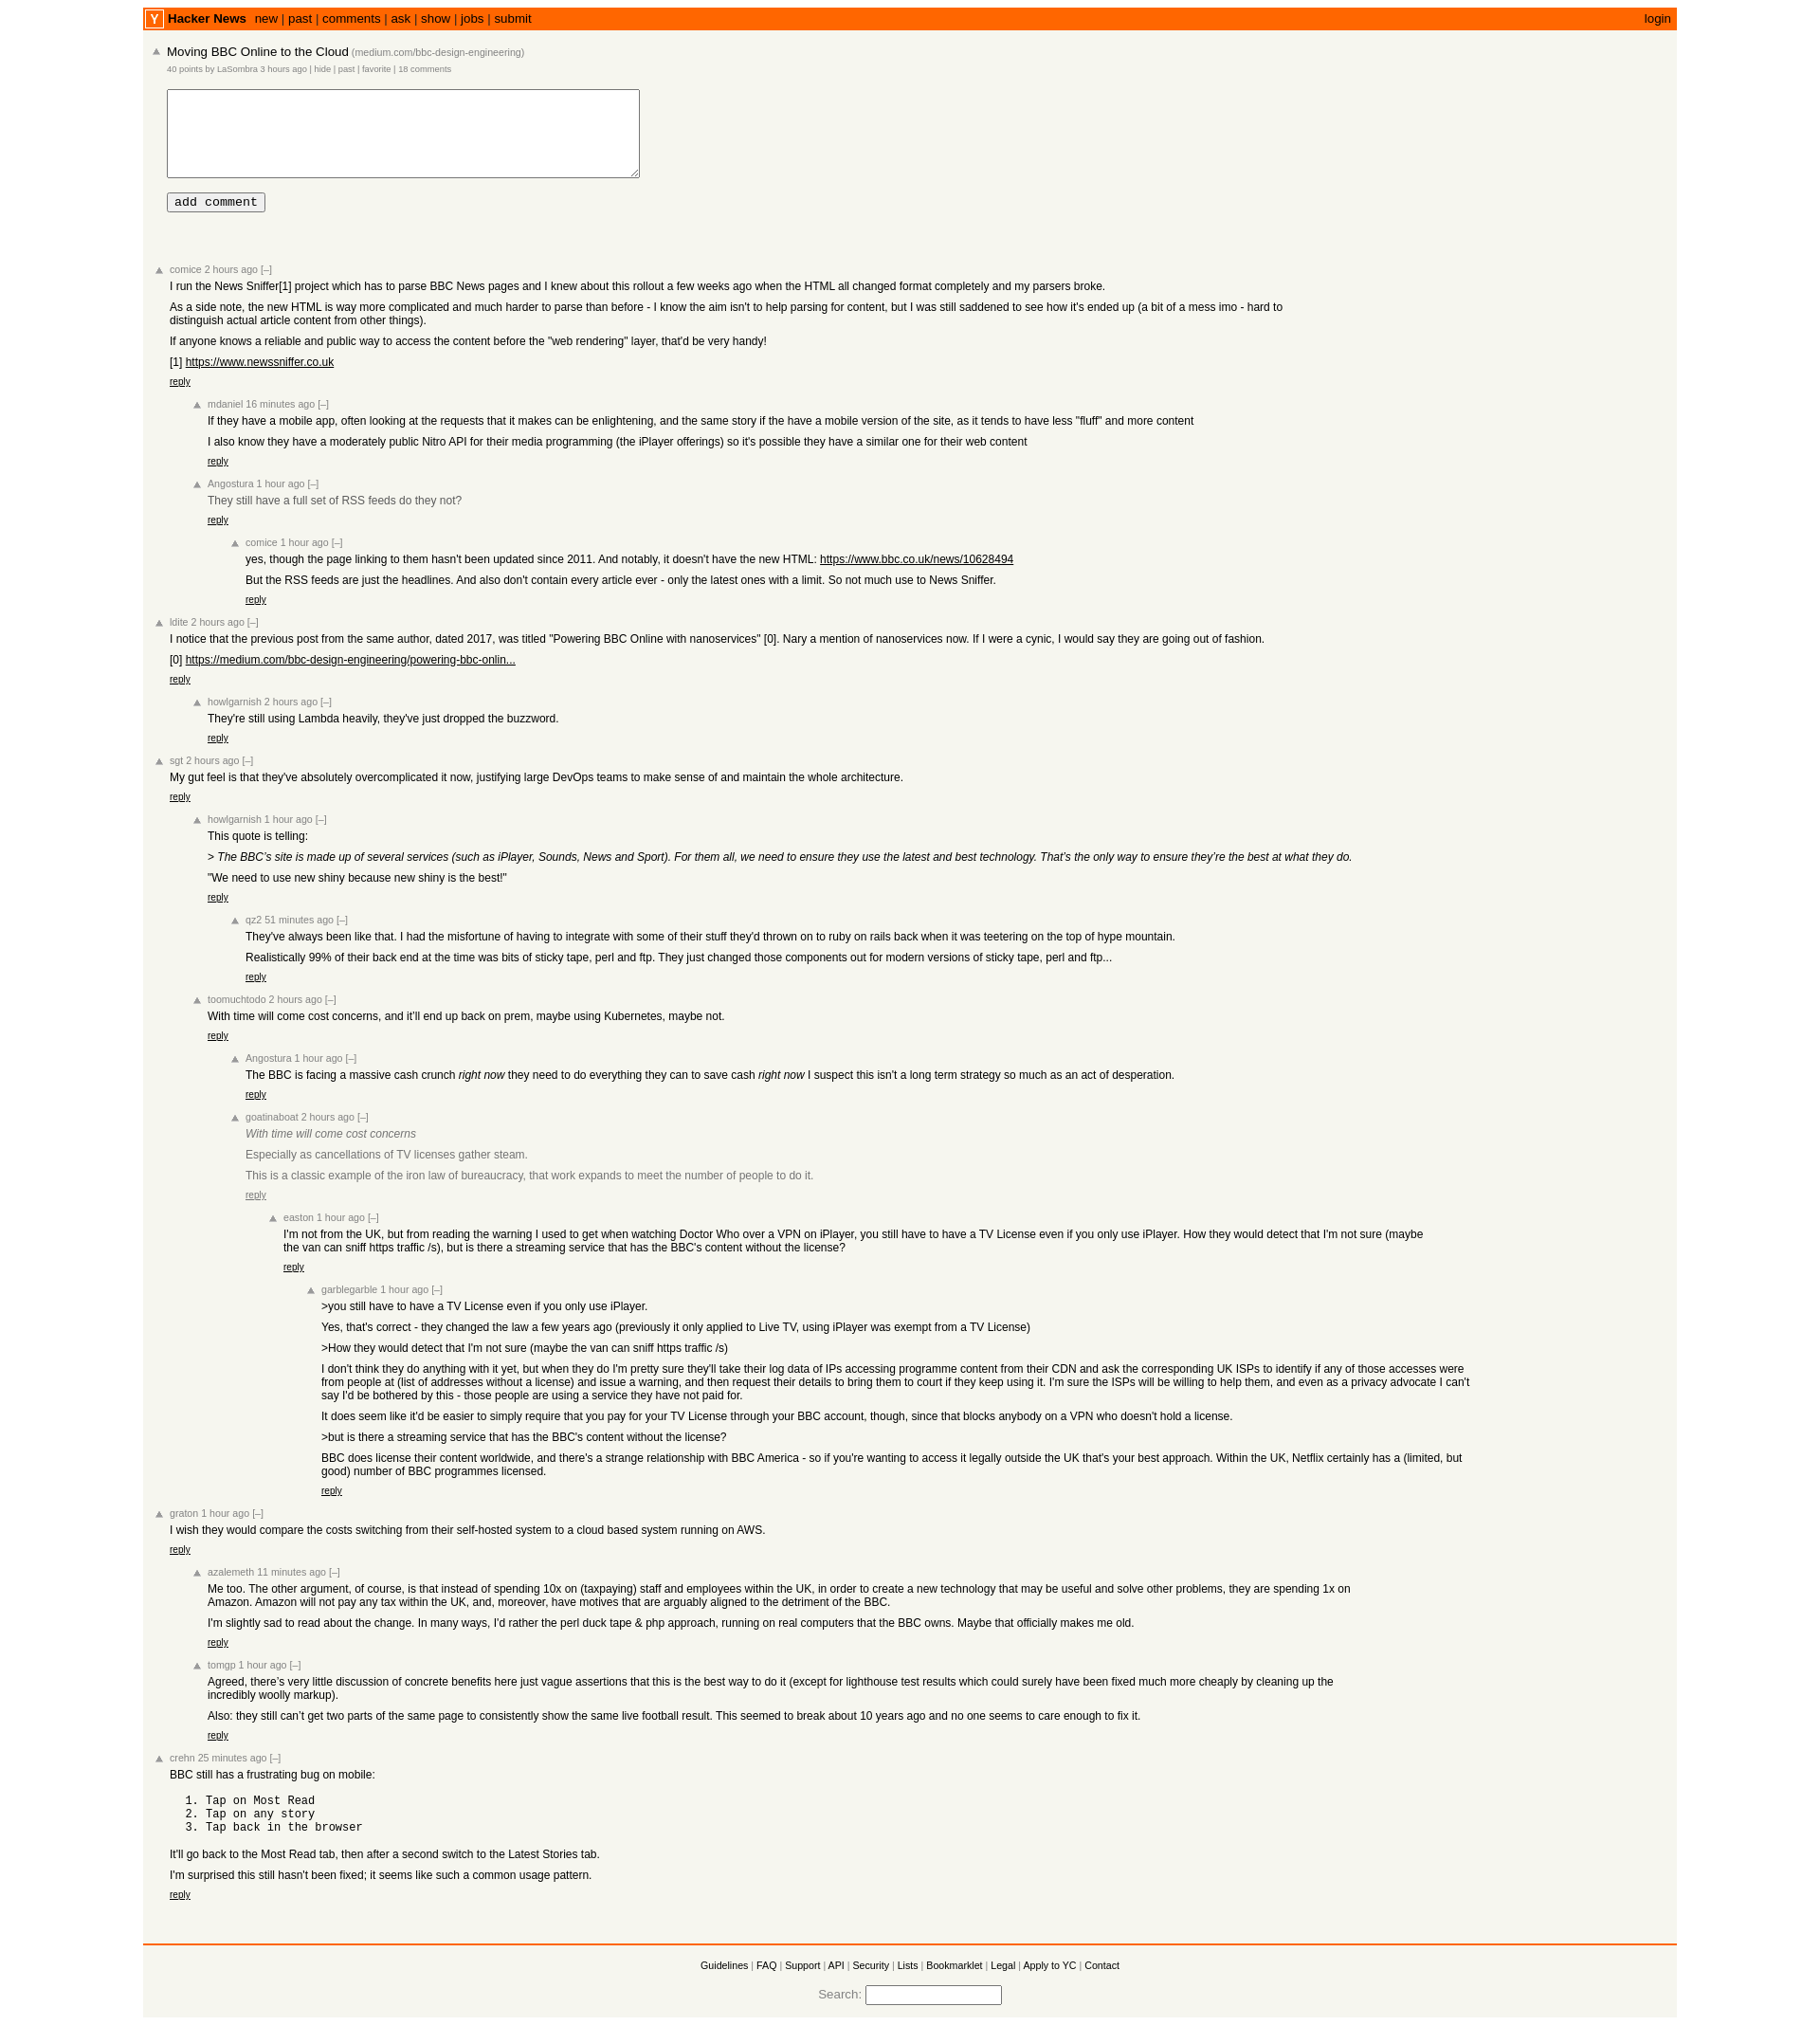 Y Hacker News new | past | comments | ask | show | jobs | submit login
Moving BBC Online to the Cloud (medium.com/bbc-design-engineering)
40 points by LaSombra 3 hours ago | hide | past | favorite | 18 comments
add comment
comice 2 hours ago [–]
I run the News Sniffer[1] project which has to parse BBC News pages and I knew about this rollout a few weeks ago when the HTML all changed format completely and my parsers broke.
As a side note, the new HTML is way more complicated and much harder to parse than before - I know the aim isn't to help parsing for content, but I was still saddened to see how it's ended up (a bit of a mess imo - hard to
distinguish actual article content from other things).
If anyone knows a reliable and public way to access the content before the "web rendering" layer, that'd be very handy!
[1] https://www.newssniffer.co.uk
reply
mdaniel 16 minutes ago [–]
If they have a mobile app, often looking at the requests that it makes can be enlightening, and the same story if the have a mobile version of the site, as it tends to have less "fluff" and more content
I also know they have a moderately public Nitro API for their media programming (the iPlayer offerings) so it's possible they have a similar one for their web content
reply
Angostura 1 hour ago [–]
They still have a full set of RSS feeds do they not?
reply
comice 1 hour ago [–]
yes, though the page linking to them hasn't been updated since 2011. And notably, it doesn't have the new HTML: https://www.bbc.co.uk/news/10628494
But the RSS feeds are just the headlines. And also don't contain every article ever - only the latest ones with a limit. So not much use to News Sniffer.
reply
ldite 2 hours ago [–]
I notice that the previous post from the same author, dated 2017, was titled "Powering BBC Online with nanoservices" [0]. Nary a mention of nanoservices now. If I were a cynic, I would say they are going out of fashion.
[0] https://medium.com/bbc-design-engineering/powering-bbc-onlin...
reply
howlgarnish 2 hours ago [–]
They're still using Lambda heavily, they've just dropped the buzzword.
reply
sgt 2 hours ago [–]
My gut feel is that they've absolutely overcomplicated it now, justifying large DevOps teams to make sense of and maintain the whole architecture.
reply
howlgarnish 1 hour ago [–]
This quote is telling:
> The BBC's site is made up of several services (such as iPlayer, Sounds, News and Sport). For them all, we need to ensure they use the latest and best technology. That's the only way to ensure they're the best at what they do.
"We need to use new shiny because new shiny is the best!"
reply
qz2 51 minutes ago [–]
They've always been like that. I had the misfortune of having to integrate with some of their stuff they'd thrown on to ruby on rails back when it was teetering on the top of hype mountain.
Realistically 99% of their back end at the time was bits of sticky tape, perl and ftp. They just changed those components out for modern versions of sticky tape, perl and ftp...
reply
toomuchtodo 2 hours ago [–]
With time will come cost concerns, and it'll end up back on prem, maybe using Kubernetes, maybe not.
reply
Angostura 1 hour ago [–]
The BBC is facing a massive cash crunch right now they need to do everything they can to save cash right now I suspect this isn't a long term strategy so much as an act of desperation.
reply
goatinaboat 2 hours ago [–]
With time will come cost concerns
Especially as cancellations of TV licenses gather steam.
This is a classic example of the iron law of bureaucracy, that work expands to meet the number of people to do it.
reply
easton 1 hour ago [–]
I'm not from the UK, but from reading the warning I used to get when watching Doctor Who over a VPN on iPlayer, you still have to have a TV License even if you only use iPlayer. How they would detect that I'm not sure (maybe
the van can sniff https traffic /s), but is there a streaming service that has the BBC's content without the license?
reply
garblegarble 1 hour ago [–]
>you still have to have a TV License even if you only use iPlayer.
Yes, that's correct - they changed the law a few years ago (previously it only applied to Live TV, using iPlayer was exempt from a TV License)
>How they would detect that I'm not sure (maybe the van can sniff https traffic /s)
I don't think they do anything with it yet, but when they do I'm pretty sure they'll take their log data of IPs accessing programme content from their CDN and ask the corresponding UK ISPs to identify if any of those accesses were
from people at (list of addresses without a license) and issue a warning, and then request their details to bring them to court if they keep using it. I'm sure the ISPs will be willing to help them, and even as a privacy advocate I can't
say I'd be bothered by this - those people are using a service they have not paid for.
It does seem like it'd be easier to simply require that you pay for your TV License through your BBC account, though, since that blocks anybody on a VPN who doesn't hold a license.
>but is there a streaming service that has the BBC's content without the license?
BBC does license their content worldwide, and there's a strange relationship with BBC America - so if you're wanting to access it legally outside the UK that's your best approach. Within the UK, Netflix certainly has a (limited, but
good) number of BBC programmes licensed.
reply
graton 1 hour ago [–]
I wish they would compare the costs switching from their self-hosted system to a cloud based system running on AWS.
reply
azalemeth 11 minutes ago [–]
Me too. The other argument, of course, is that instead of spending 10x on (taxpaying) staff and employees within the UK, in order to create a new technology that may be useful and solve other problems, they are spending 1x on
Amazon. Amazon will not pay any tax within the UK, and, moreover, have motives that are arguably aligned to the detriment of the BBC.
I'm slightly sad to read about the change. In many ways, I'd rather the perl duck tape & php approach, running on real computers that the BBC owns. Maybe that officially makes me old.
reply
tomgp 1 hour ago [–]
Agreed, there's very little discussion of concrete benefits here just vague assertions that this is the best way to do it (except for lighthouse test results which could surely have been fixed much more cheaply by cleaning up the
incredibly woolly markup).
Also: they still can't get two parts of the same page to consistently show the same live football result. This seemed to break about 10 years ago and no one seems to care enough to fix it.
reply
crehn 25 minutes ago [–]
BBC still has a frustrating bug on mobile:
1. Tap on Most Read
2. Tap on any story
3. Tap back in the browser
It'll go back to the Most Read tab, then after a second switch to the Latest Stories tab.
I'm surprised this still hasn't been fixed; it seems like such a common usage pattern.
reply
Guidelines | FAQ | Support | API | Security | Lists | Bookmarklet | Legal | Apply to YC | Contact
Search: